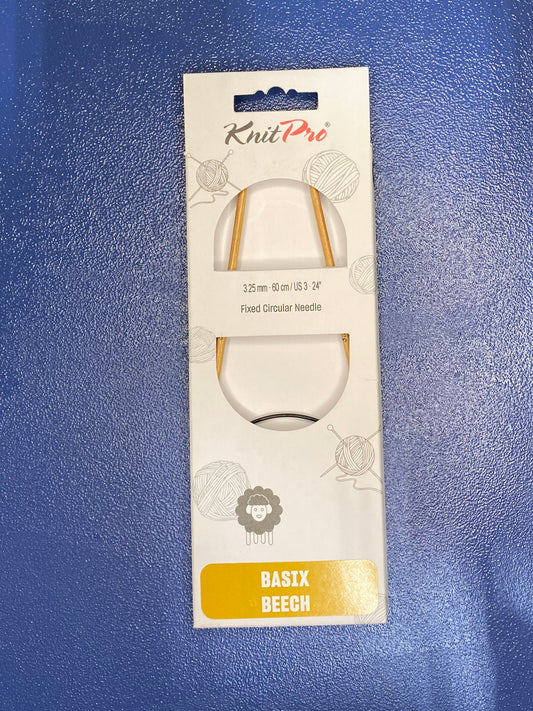 KnitPro®
3.25 mm · 60 cm / US 3 · 24"
Fixed Circular Needle
BASIX
BEECH